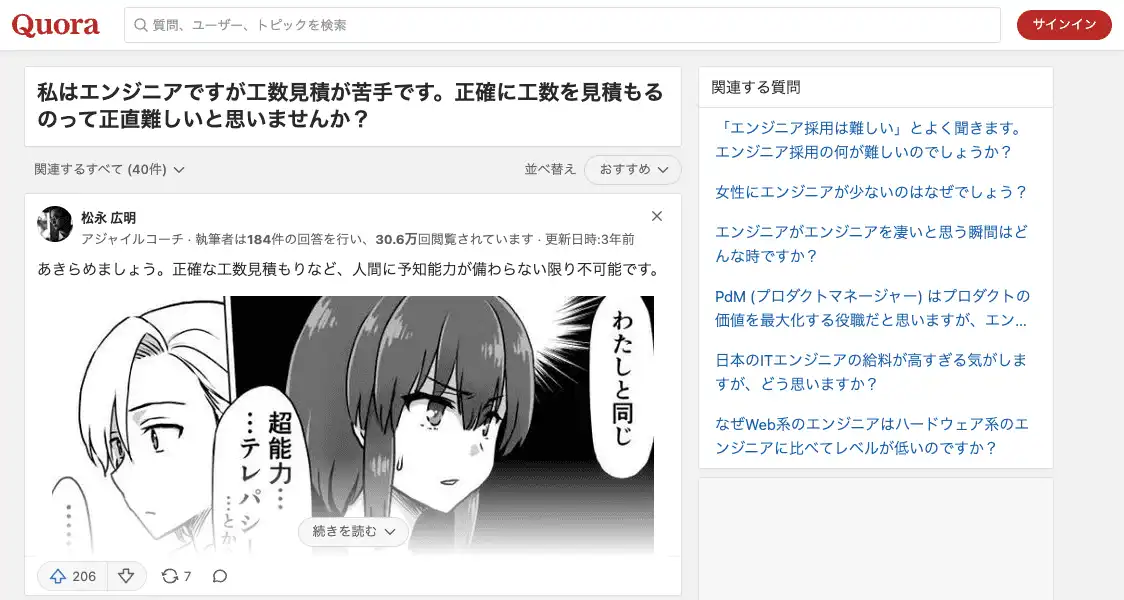 Quora
質問、ユーザー、トピックを検索
サインイン
私はエンジニアですが工数見積が苦手です。正確に工数を見積もる
のって正直難しいと思いませんか？
関連するすべて (40件)
並べ替え
おすすめ
松永 広明
アジャイルコーチ · 執筆者は184件の回答を行い、30.6万回閲覧されています · 更新日時:3年前
あきらめましょう。正確な工数見積もりなど、人間に予知能力が備わらない限り不可能です。
わたしと同じ
超能力…
…テレパシー
…とか
……
続きを読む
206
7
関連する質問
「エンジニア採用は難しい」とよく聞きます。
エンジニア採用の何が難しいのでしょうか？
女性にエンジニアが少ないのはなぜでしょう？
エンジニアがエンジニアを凄いと思う瞬間はど
んな時ですか？
PdM (プロダクトマネージャー) はプロダクトの
価値を最大化する役職だと思いますが、エン...
日本のITエンジニアの給料が高すぎる気がしま
すが、どう思いますか？
なぜWeb系のエンジニアはハードウェア系のエ
ンジニアに比べてレベルが低いのですか？